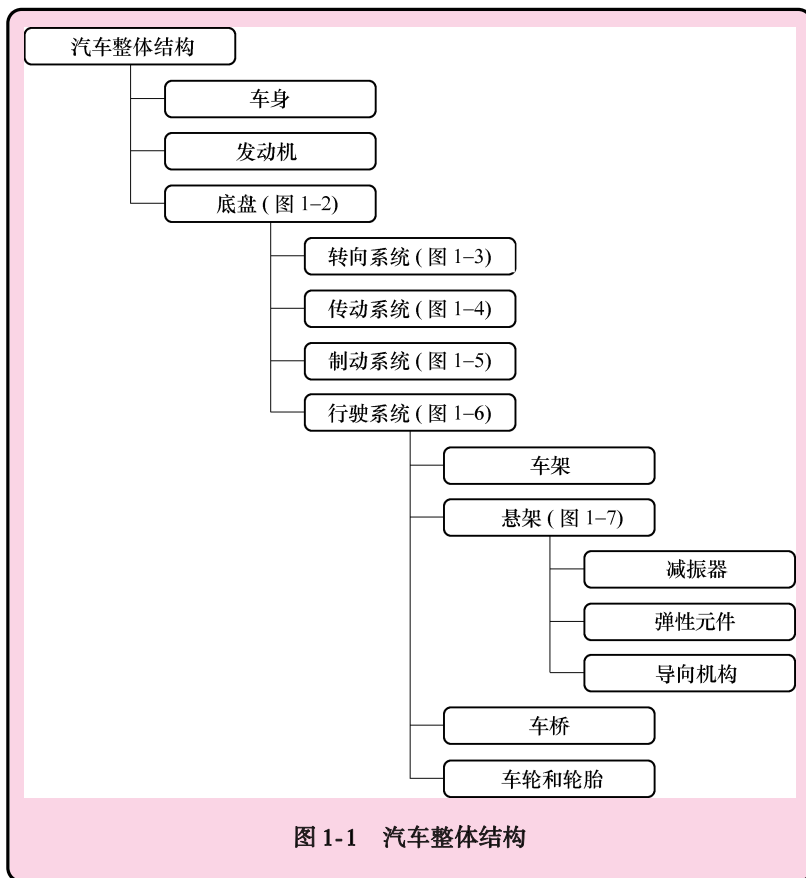 汽车整体结构
车身
发动机
底盘 ( 图 1–2)
转向系统 ( 图 1–3)
传动系统 ( 图 1–4)
制动系统 ( 图 1–5)
行驶系统 ( 图 1–6)
车架
悬架 ( 图 1–7)
减振器
弹性元件
导向机构
车桥
车轮和轮胎
图 1-1 汽车整体结构